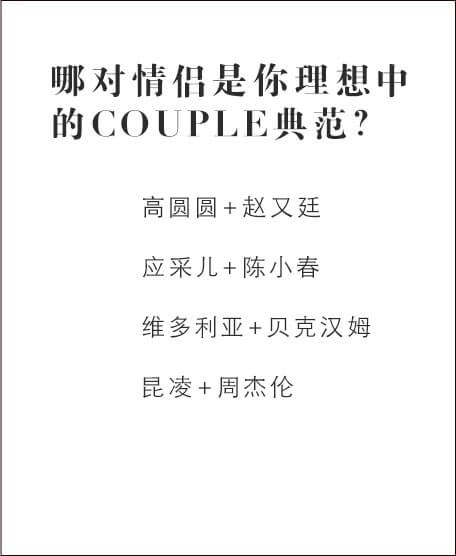 哪对情侣是你理想中
的COUPLE典范？
高圆圆+赵又廷
应采儿+陈小春
维多利亚+贝克汉姆
昆凌+周杰伦